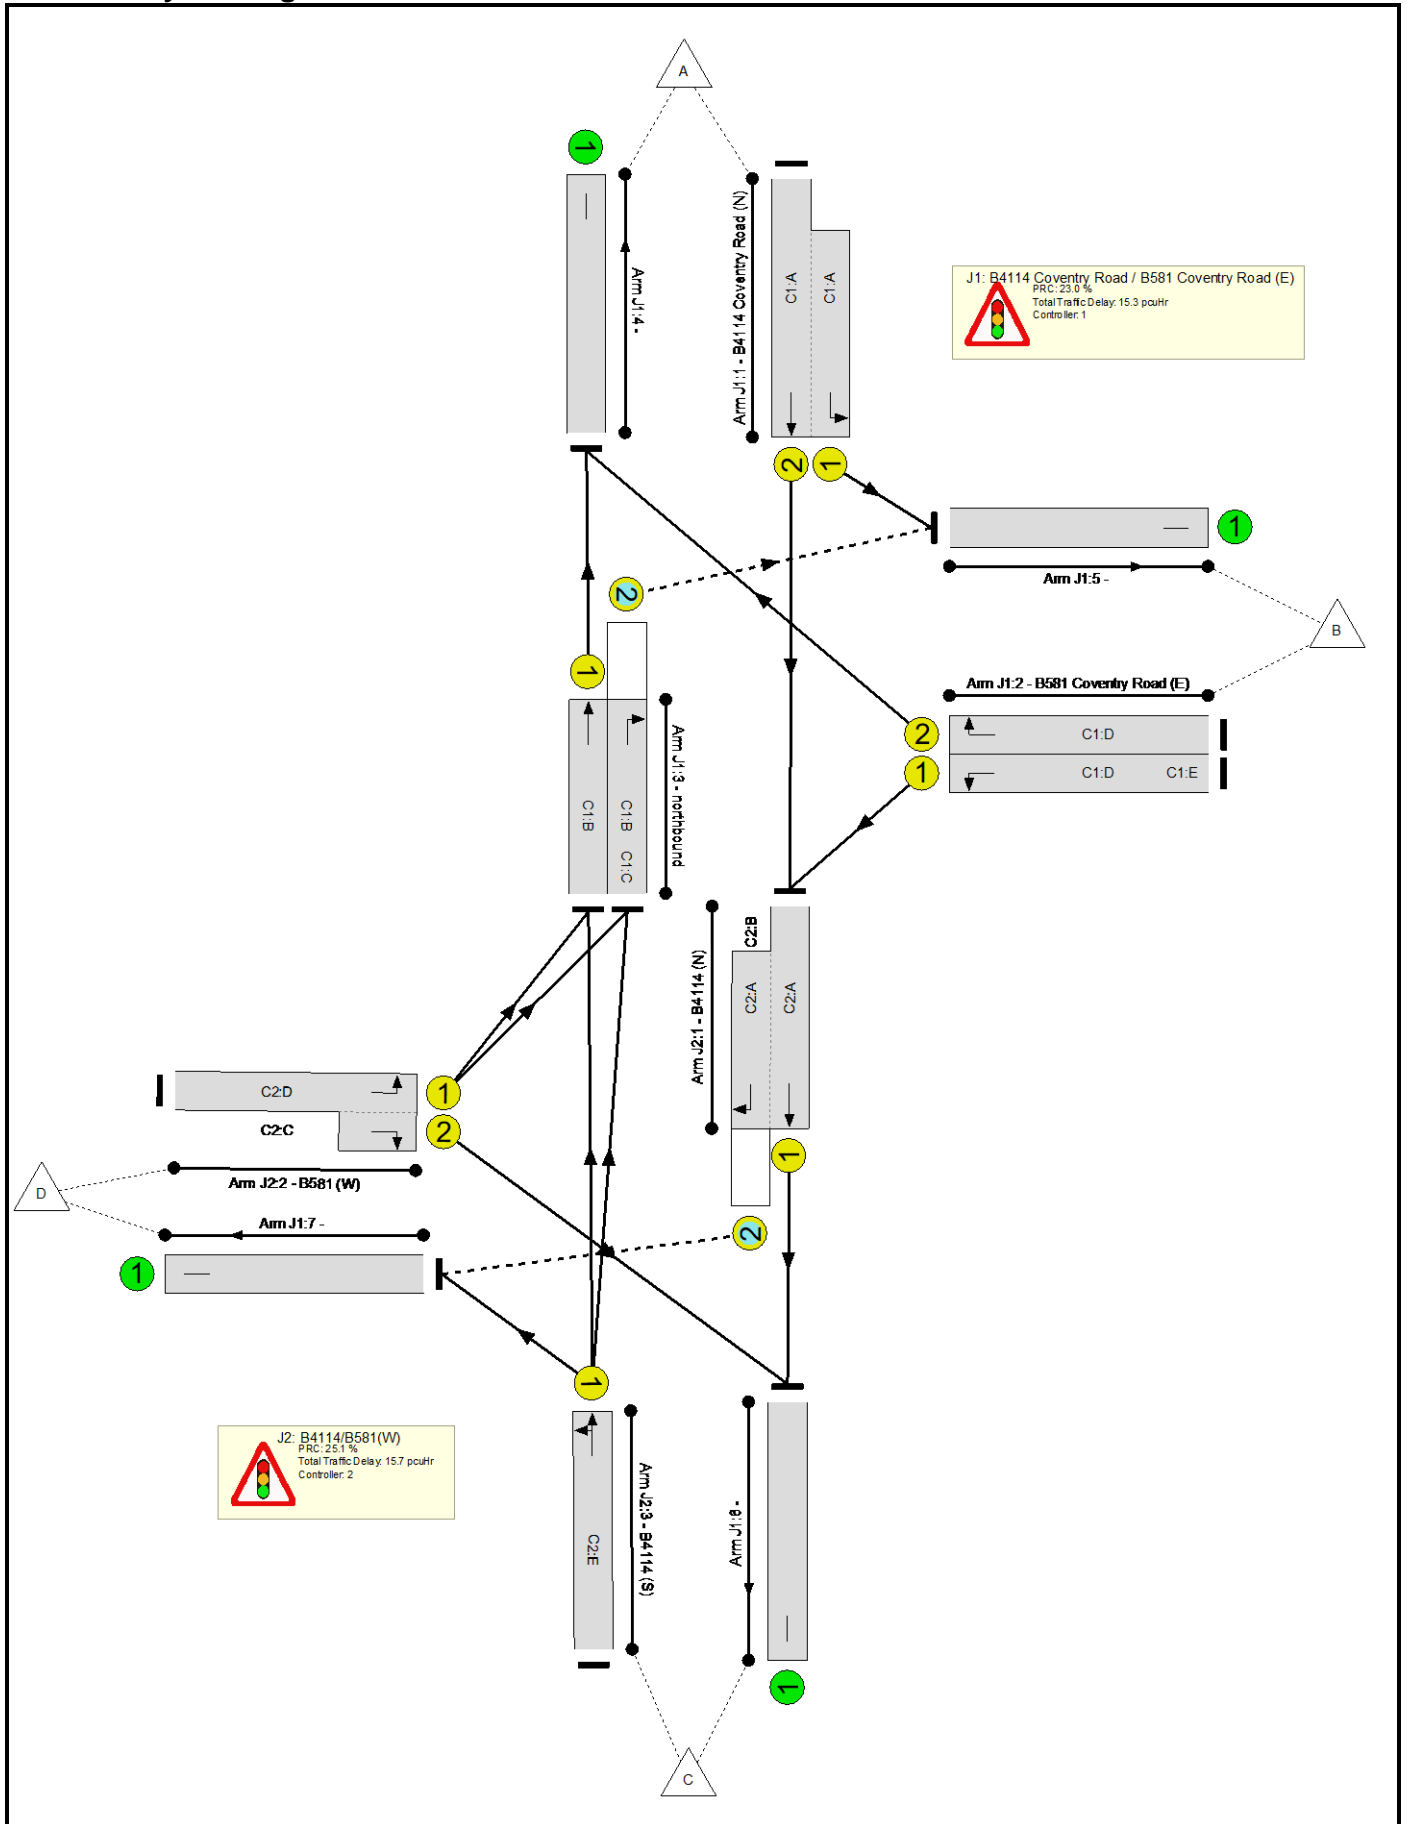 A
1
Arm J1:4 -
Arm J1:1 - B4114 Coventry Road (N)
C1:A
C1:A
J1: B4114 Coventry Road / B581 Coventry Road (E)
PRC: 23.0 %
Total Traffic Delay: 15.3 pcuHr
Controller: 1
2
1
1
Arm J1:5 -
2
B
1
Arm J1:2 - B581 Coventry Road (E)
2
C1:D
1
C1:D
C1:E
C1:B
C1:B
C1:C
Arm J1:3 - northbound
Arm J2:1 - B4114 (N)
C2:B
C2:A
C2:A
C2:D
1
C2:C
2
Arm J2:2 - B581 (W)
D
1
2
Arm J1:7 -
1
1
J2: B4114/B581(W)
PRC: 25.1 %
Total Traffic Delay: 15.7 pcuHr
Controller: 2
C2:E
Arm J2:3 - B4114 (S)
Arm J1:6 -
1
C